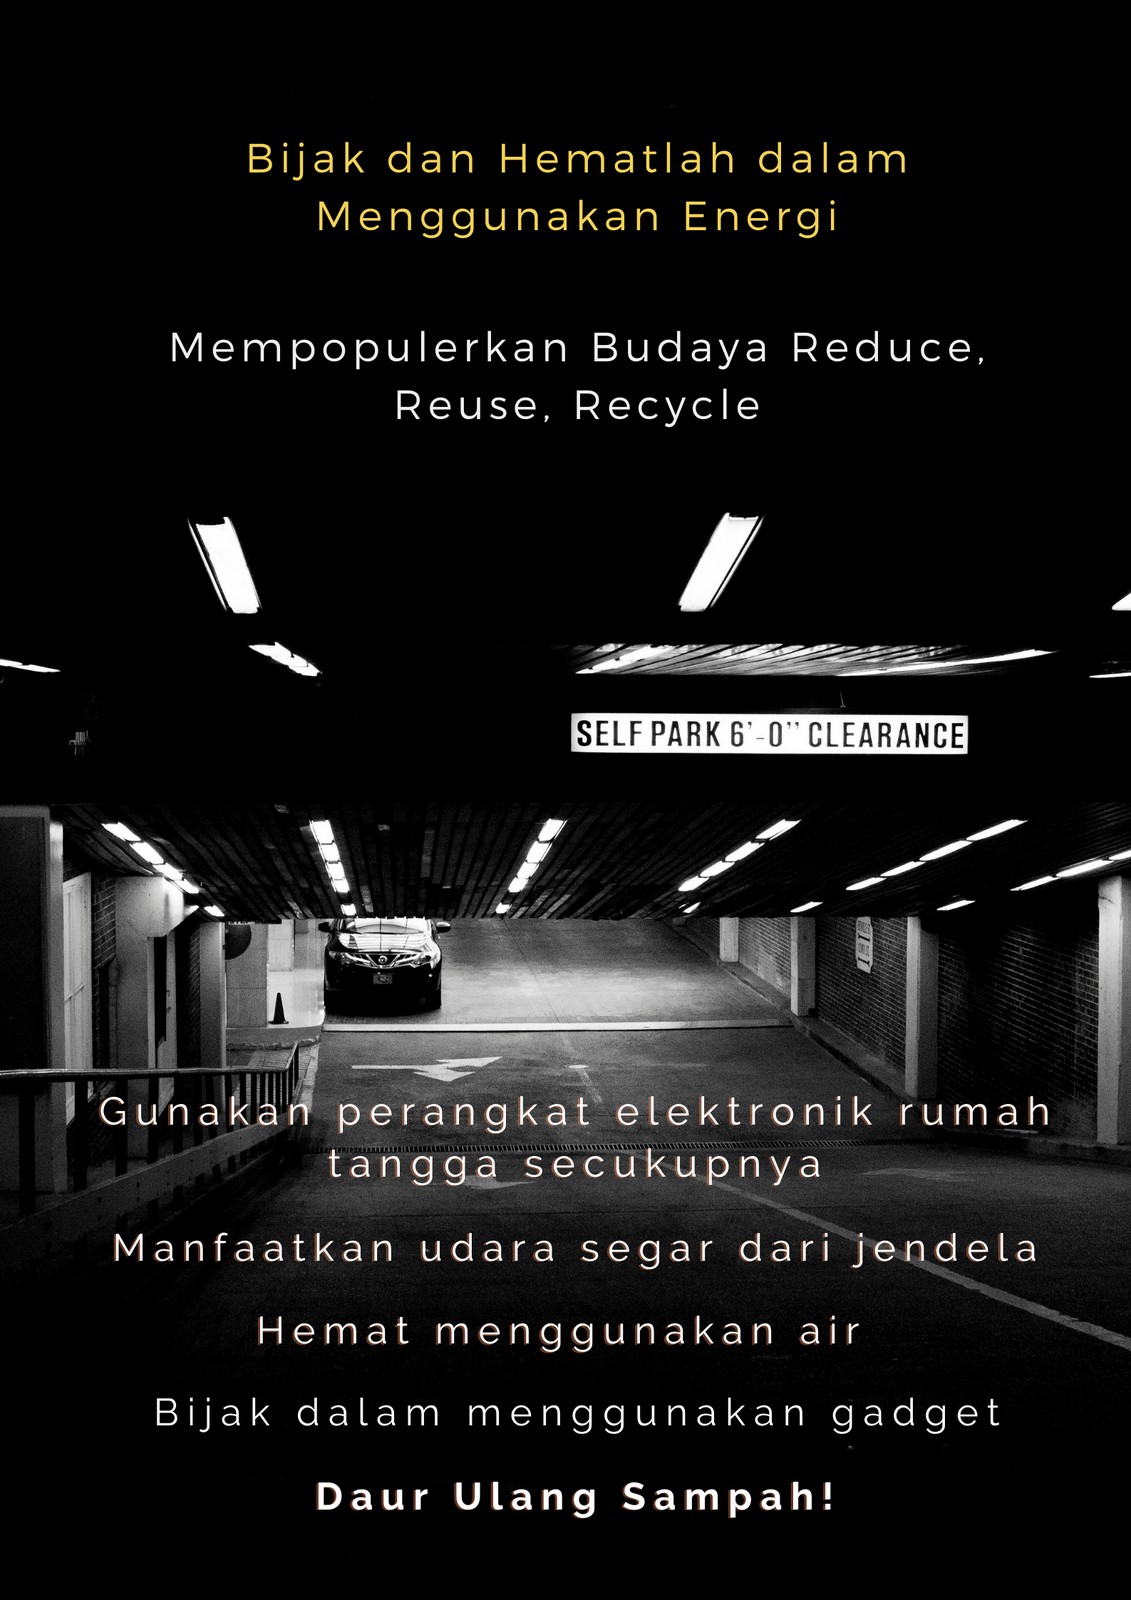 Bijak dan Hematlah dalam
Menggunakan Energi
Mempopulerkan Budaya Reduce,
Reuse, Recycle
SELF PARK 6'-0'' CLEARANCE
Gunakan perangkat elektronik rumah
tangga secukupnya
Manfaatkan udara segar dari jendela
Hemat menggunakan air
Bijak dalam menggunakan gadget
Daur Ulang Sampah!